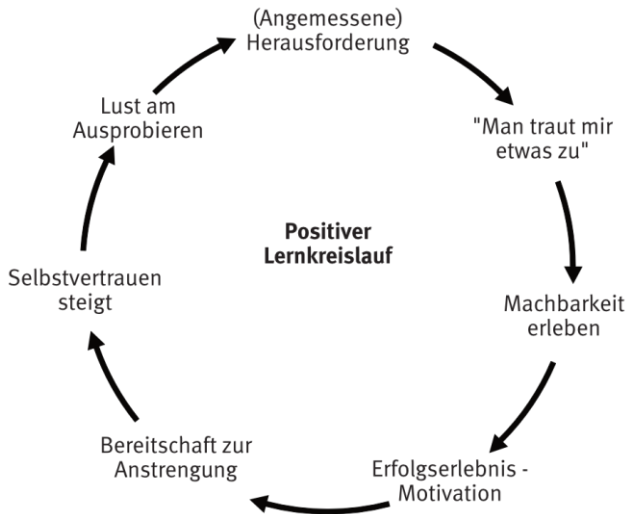 (Angemessene)
Herausforderung
"Man traut mir
etwas zu"
Machbarkeit
erleben
Erfolgserlebnis -
Motivation
Bereitschaft zur
Anstrengung
Selbstvertrauen
steigt
Lust am
Ausprobieren
Positiver
Lernkreislauf